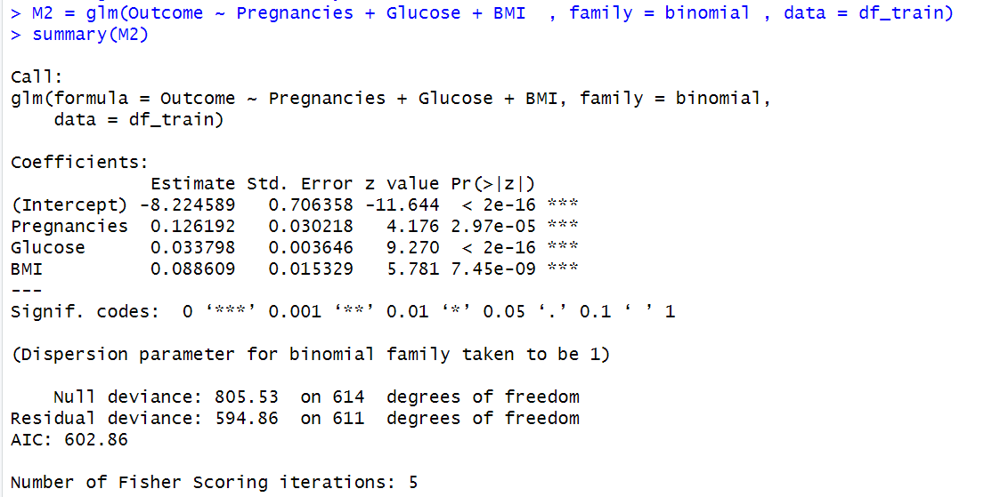 > M2 = glm(Outcome ~ Pregnancies + Glucose + BMI  , family = binomial , data = df_train)
> summary(M2)

Call:
glm(formula = Outcome ~ Pregnancies + Glucose + BMI, family = binomial,
    data = df_train)

Coefficients:
             Estimate Std. Error z value Pr(>|z|)
(Intercept) -8.224589   0.706358 -11.644  < 2e-16 ***
Pregnancies  0.126192   0.030218   4.176 2.97e-05 ***
Glucose      0.033798   0.003646   9.270  < 2e-16 ***
BMI          0.088609   0.015329   5.781 7.45e-09 ***
---
Signif. codes:  0 ‘***’ 0.001 ‘**’ 0.01 ‘*’ 0.05 ‘.’ 0.1 ‘ ’ 1

(Dispersion parameter for binomial family taken to be 1)

    Null deviance: 805.53  on 614  degrees of freedom
Residual deviance: 594.86  on 611  degrees of freedom
AIC: 602.86

Number of Fisher Scoring iterations: 5